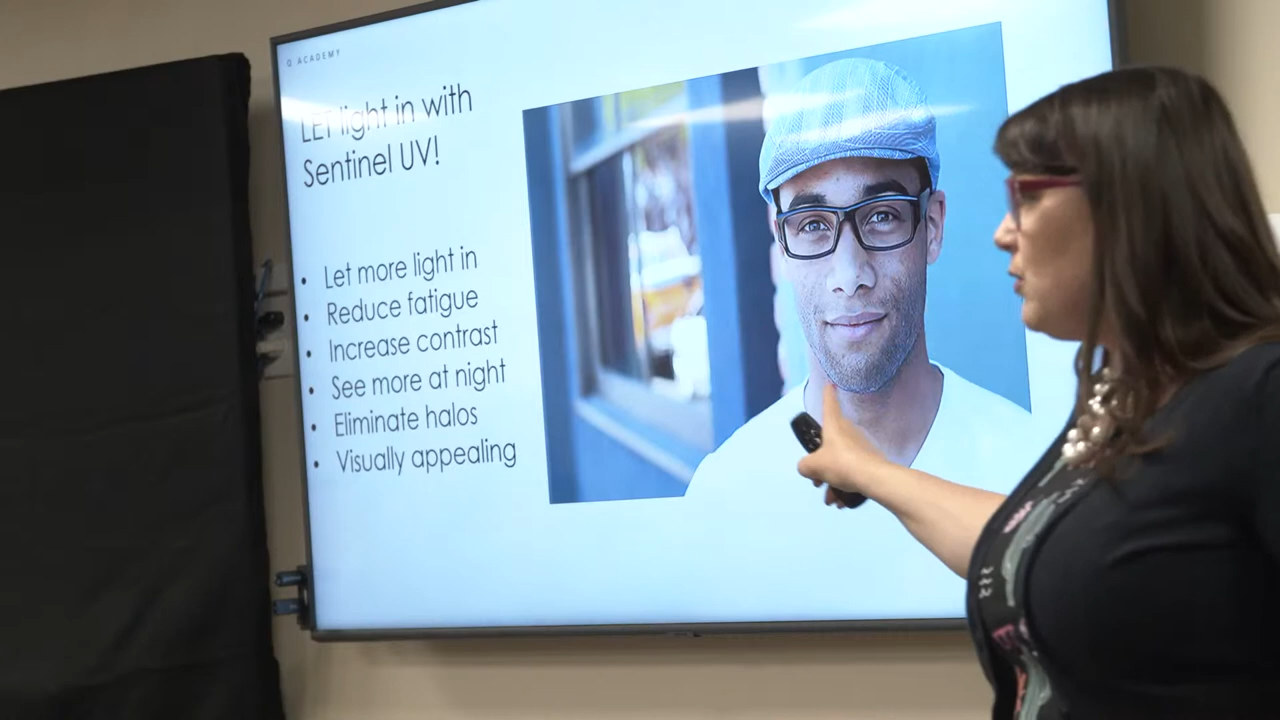 Q ACADEMY
LET light in with
Sentinel UV!
• Let more light in
• Reduce fatigue
• Increase contrast
• See more at night
• Eliminate halos
• Visually appealing